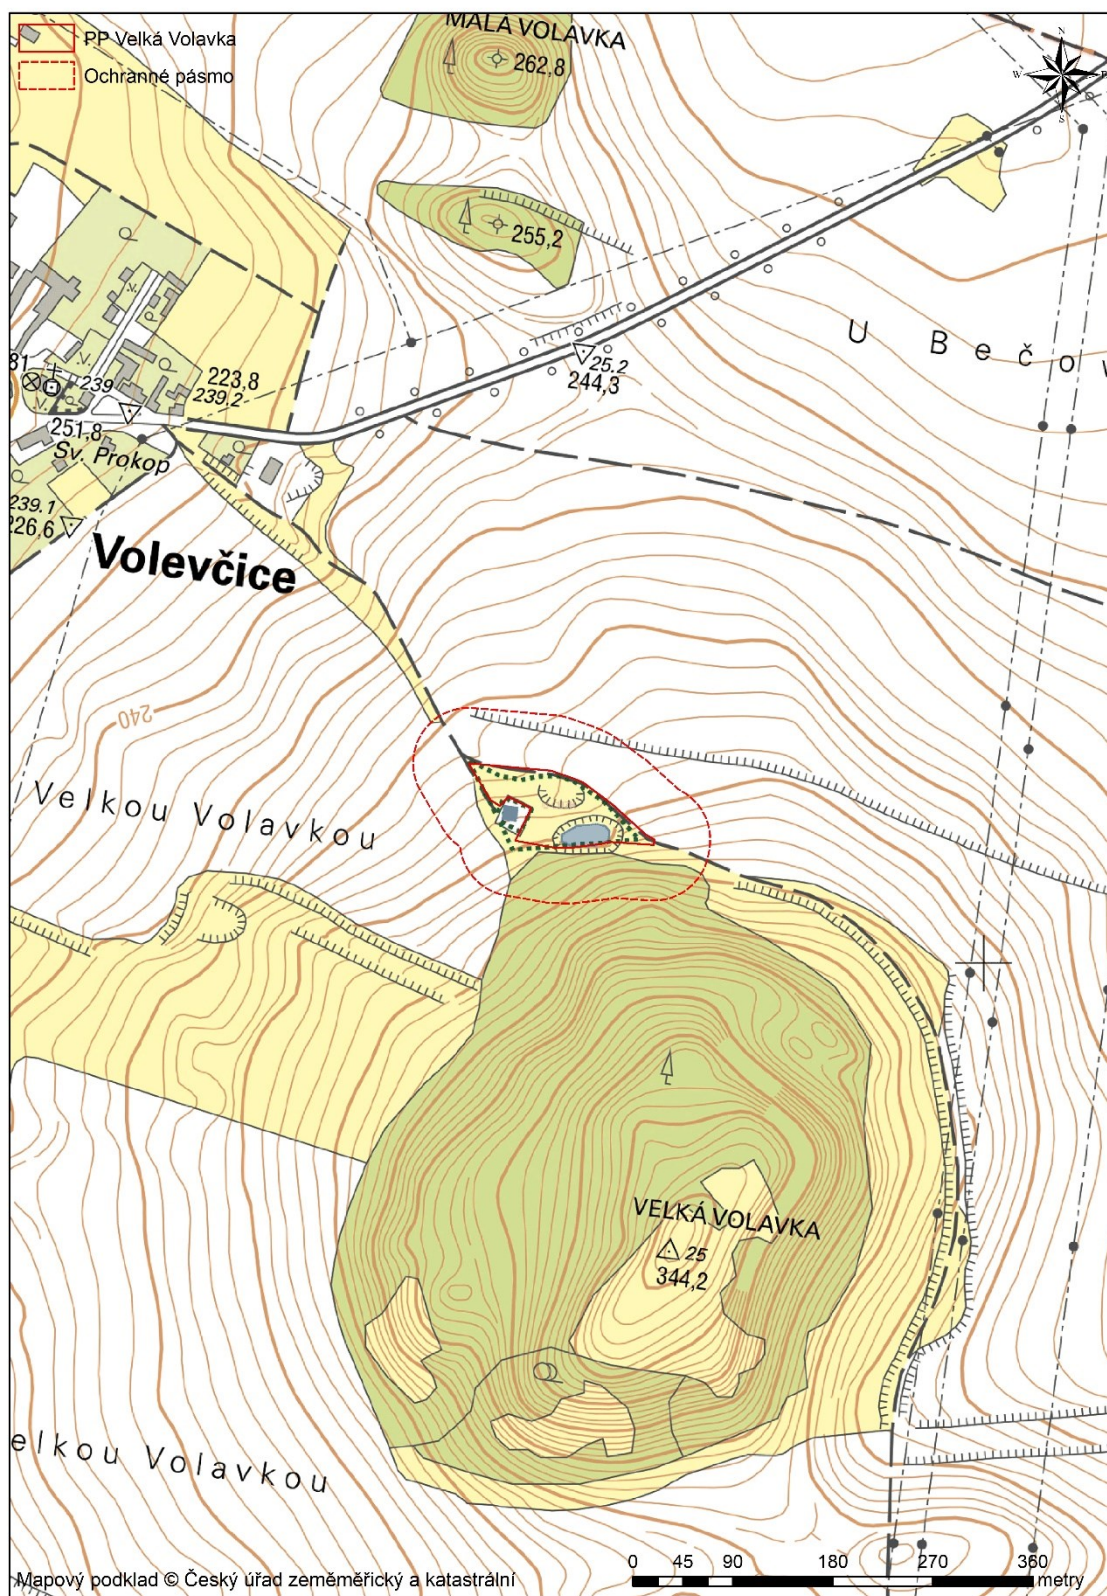 PP Velká Volavka
Ochranné pásmo
MALÁ VOLAVKA
262,8
N
W
E
S
255,2
U Bečov
25.2
244,3
81
239
223,8
239.2
251,8
Sv. Prokop
239.1
226,6
Volevčice
240
Velkou Volavkou
VELKÁ VOLAVKA
25
344,2
elkou Volavkou
0 45 90 180 270 360
metry
Mapový podklad © Český úřad zeměměřický a katastrální